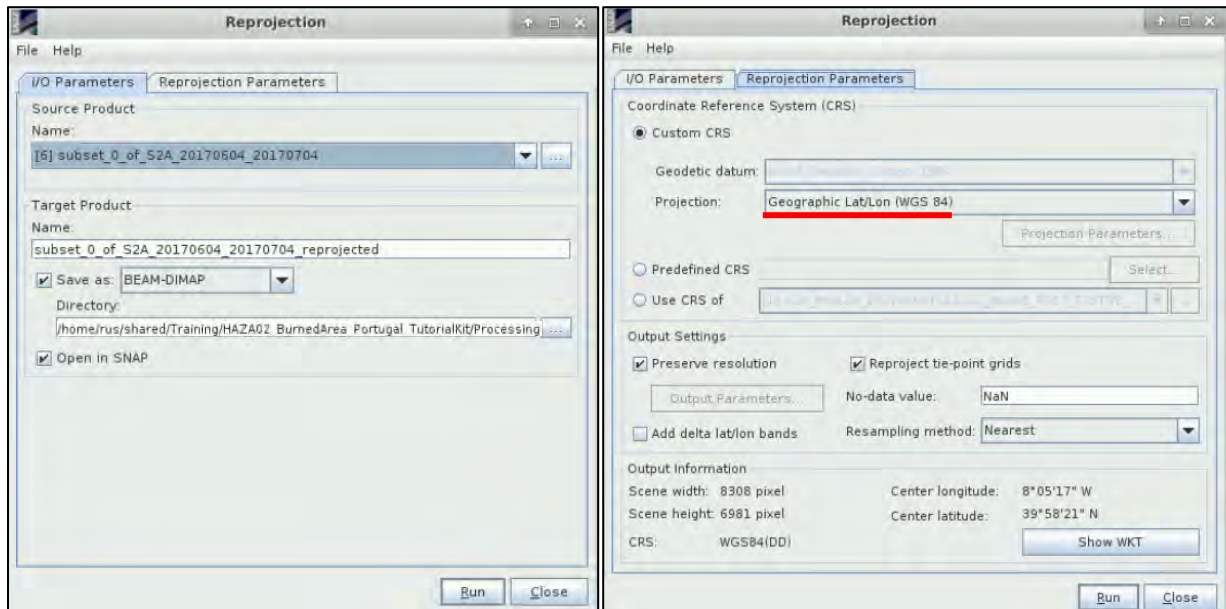 Reprojection
File Help
I/O Parameters Reprojection Parameters
Source Product
Name:
[6] subset_0_of_S2A_20170604_20170704
...
Target Product
Name:
subset_0_of_S2A_20170604_20170704_reprojected
Save as: BEAM-DIMAP
Directory:
/home/rus/shared/Training/HAZA02_BurnedArea_Portugal_TutorialKit/Processing ...
Open in SNAP
Run Close
Reprojection
File Help
I/O Parameters Reprojection Parameters
Coordinate Reference System (CRS)
Custom CRS
Geodetic datum:
Projection: Geographic Lat/Lon (WGS 84)
Projection Parameters...
Predefined CRS Select...
Use CRS of
Output Settings
Preserve resolution Reproject tie-point grids
Output Parameters... No-data value: NaN
Add delta lat/lon bands Resampling method: Nearest
Output Information
Scene width: 8308 pixel Center longitude: 8°05'17" W
Scene height: 6981 pixel Center latitude: 39°58'21" N
CRS: WGS84(DD) Show WKT
Run Close